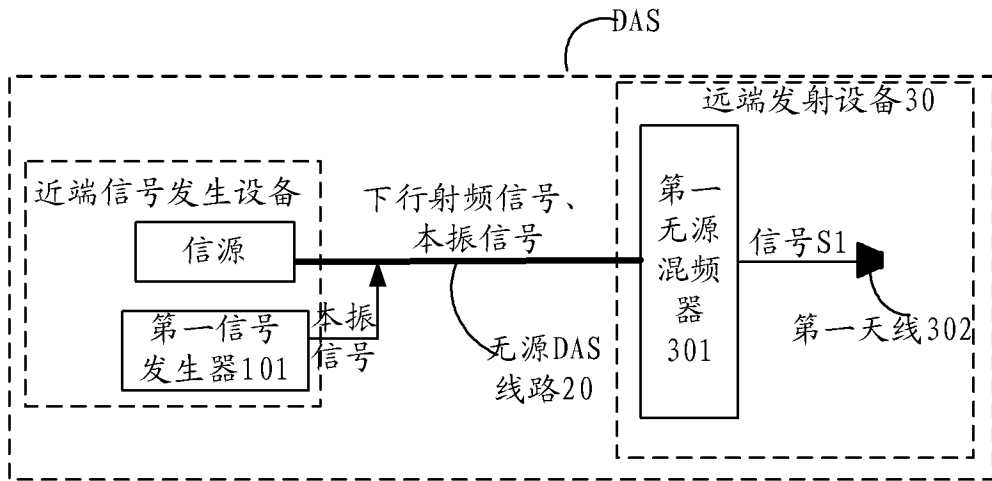 DAS
远端发射设备30
近端信号发生设备
信源
第一信号
发生器101
本振
信号
下行射频信号、
本振信号
无源DAS
线路20
第一
无源
混频
器
301
信号S1
第一天线302